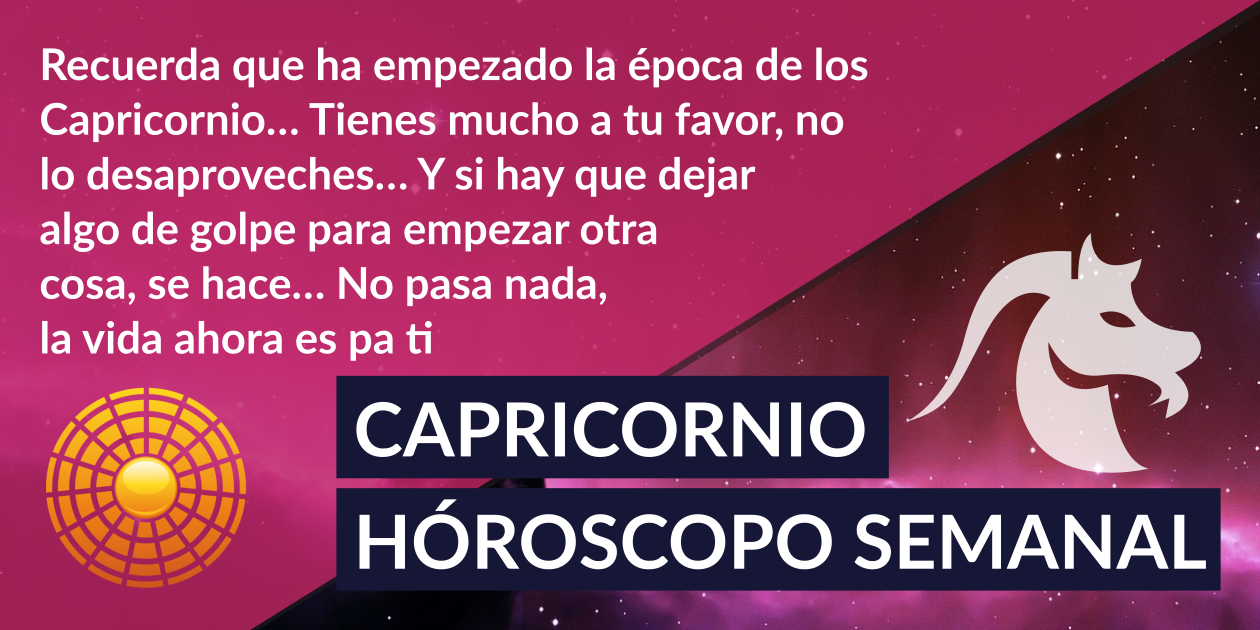 Recuerda que ha empezado la época de los
Capricornio... Tienes mucho a tu favor, no
lo desaproveches... Y si hay que dejar
algo de golpe para empezar otra
cosa, se hace... No pasa nada,
la vida ahora es pa ti
CAPRICORNIO
HÓROSCOPO SEMANAL